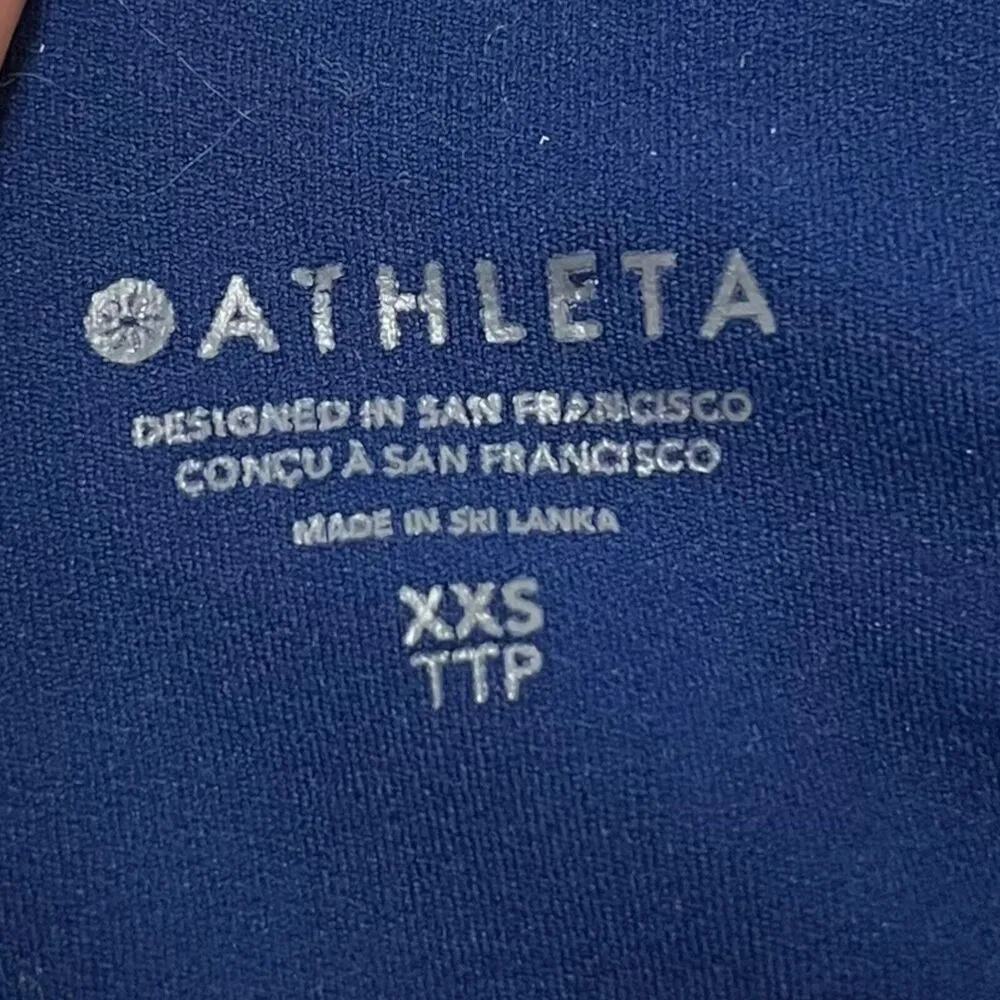 ATHLETA
DESIGNED IN SAN FRANCISCO
CONÇU À SAN FRANCISCO
MADE IN SRI LANKA
XXS
TTP